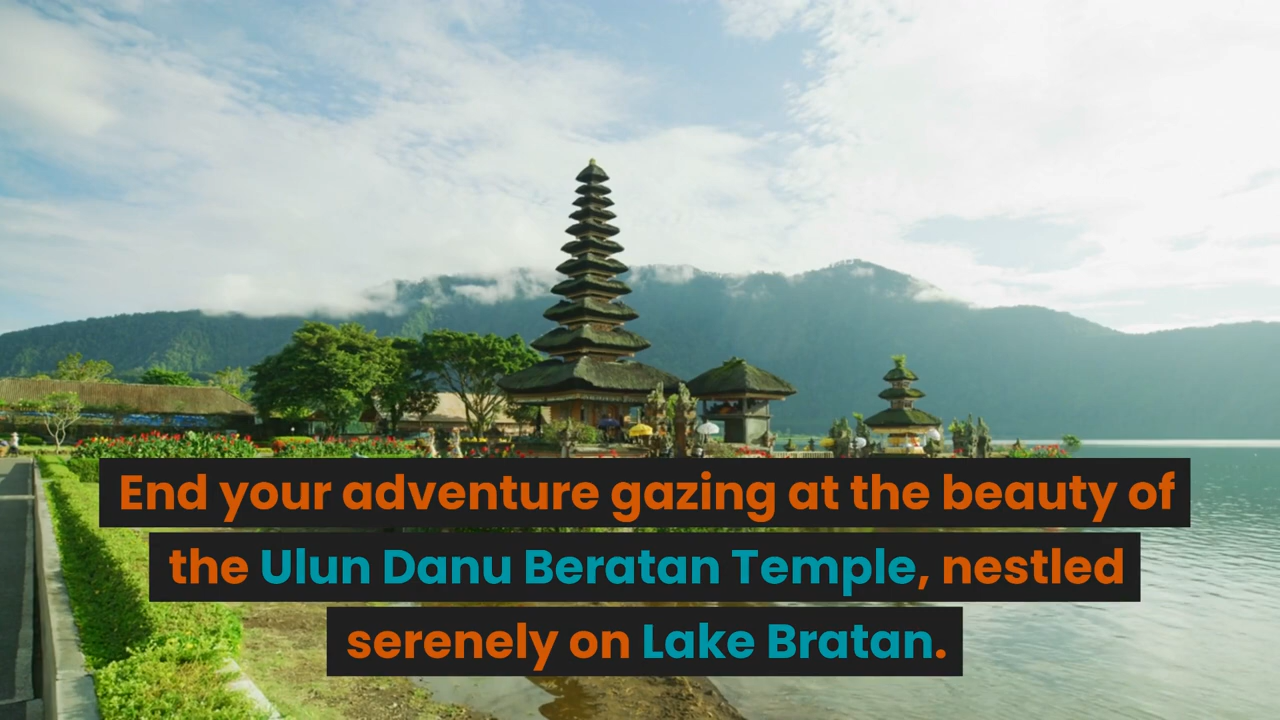 End your adventure gazing at the beauty of
the Ulun Danu Beratan Temple, nestled
serenely on Lake Bratan.